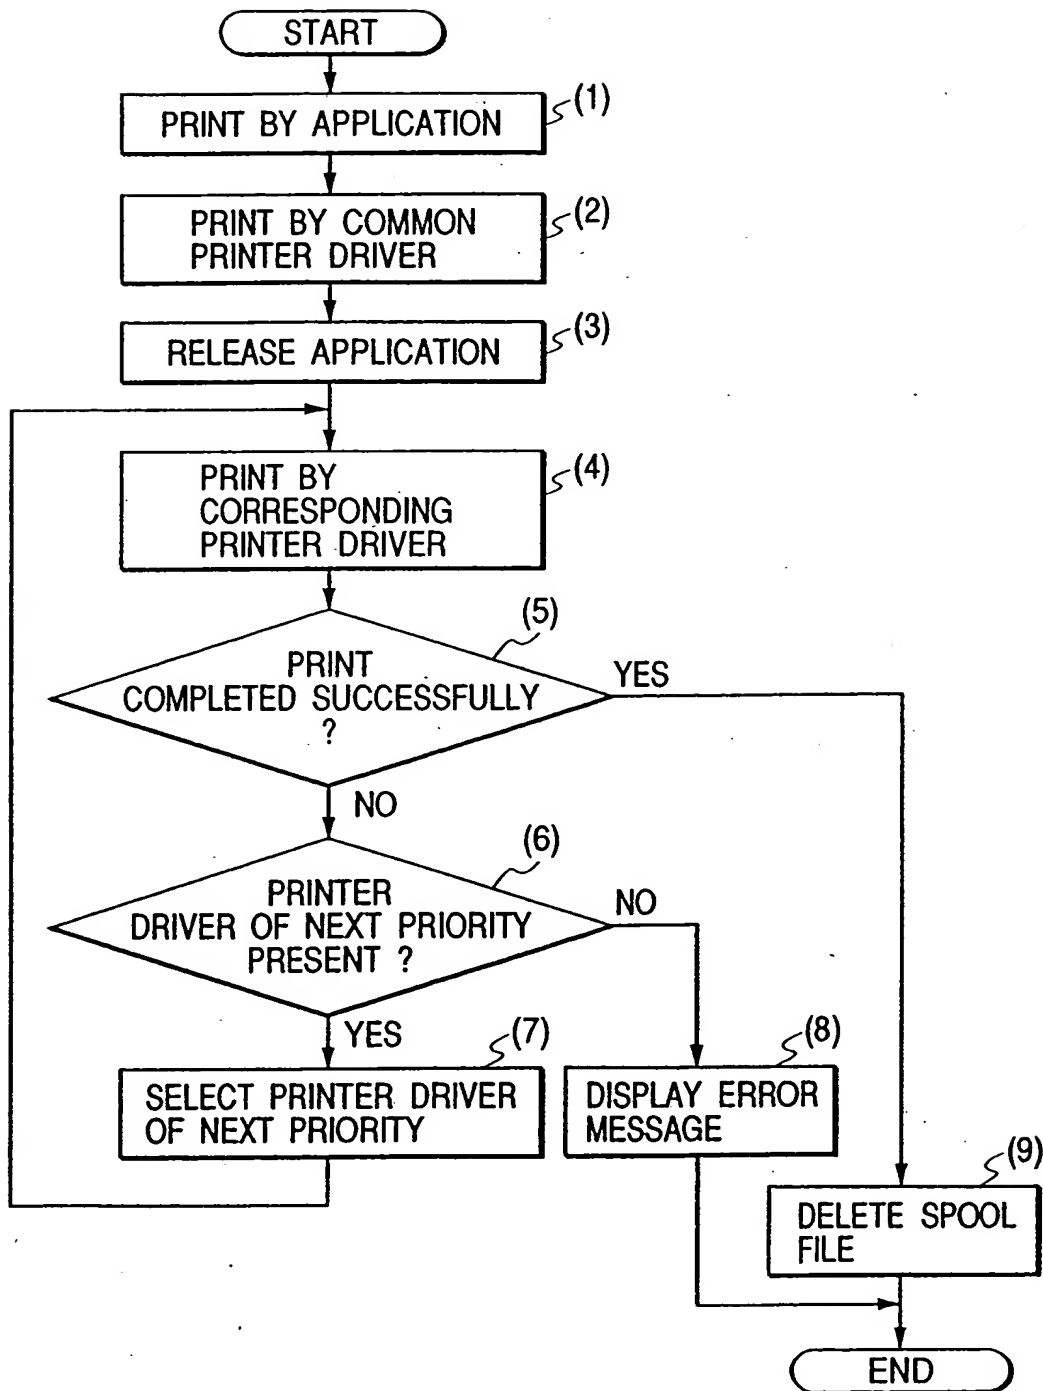 START
PRINT BY APPLICATION
(1)
PRINT BY COMMON
PRINTER DRIVER
(2)
RELEASE APPLICATION
(3)
PRINT BY
CORRESPONDING
PRINTER DRIVER
(4)
(5)
PRINT
COMPLETED SUCCESSFULLY
?
YES
NO
(6)
PRINTER
DRIVER OF NEXT PRIORITY
PRESENT ?
NO
YES
(7)
SELECT PRINTER DRIVER
OF NEXT PRIORITY
(8)
DISPLAY ERROR
MESSAGE
(9)
DELETE SPOOL
FILE
END